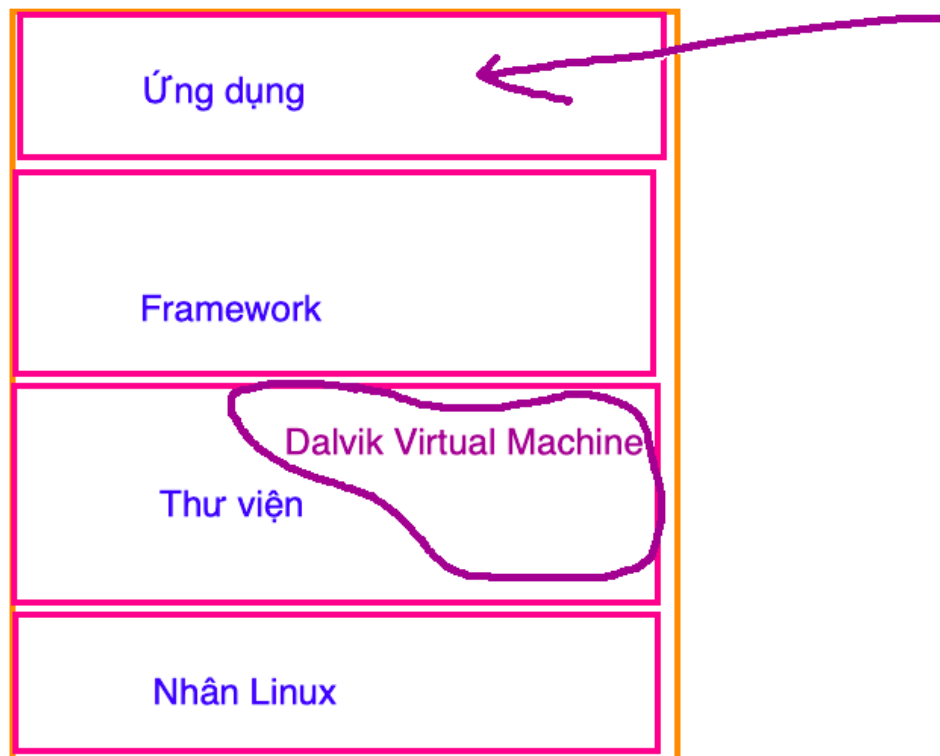 Ứng dụng
Framework
Dalvik Virtual Machine
Thư viện
Nhân Linux